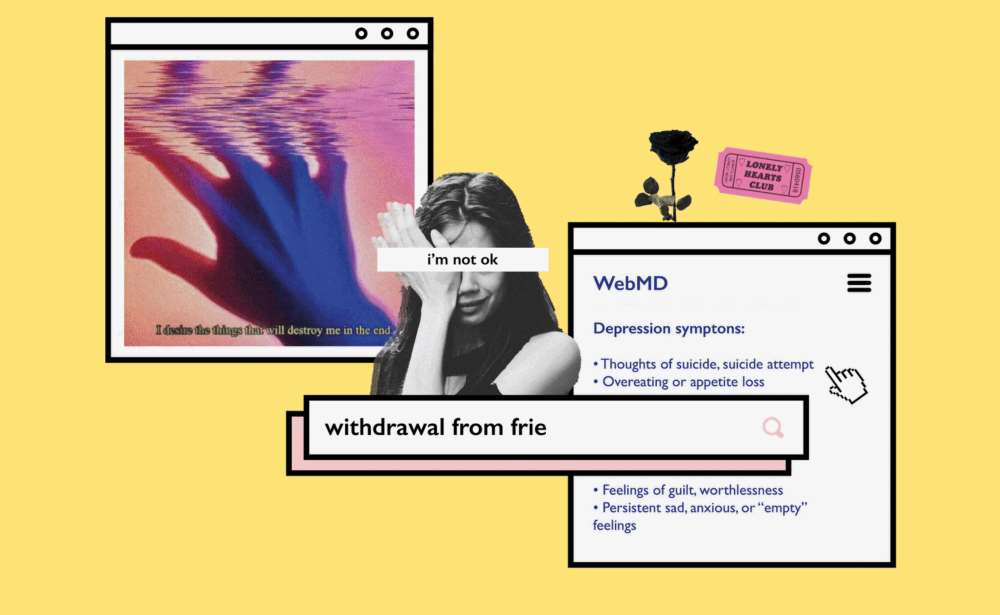 I desire the things that will destroy me in the end
i'm not ok
LONELY
HEARTS
CLUB
WebMD
Depression symptons:
• Thoughts of suicide, suicide attempt
• Overeating or appetite loss
withdrawal from frie
• Feelings of guilt, worthlessness
• Persistent sad, anxious, or “empty”
feelings